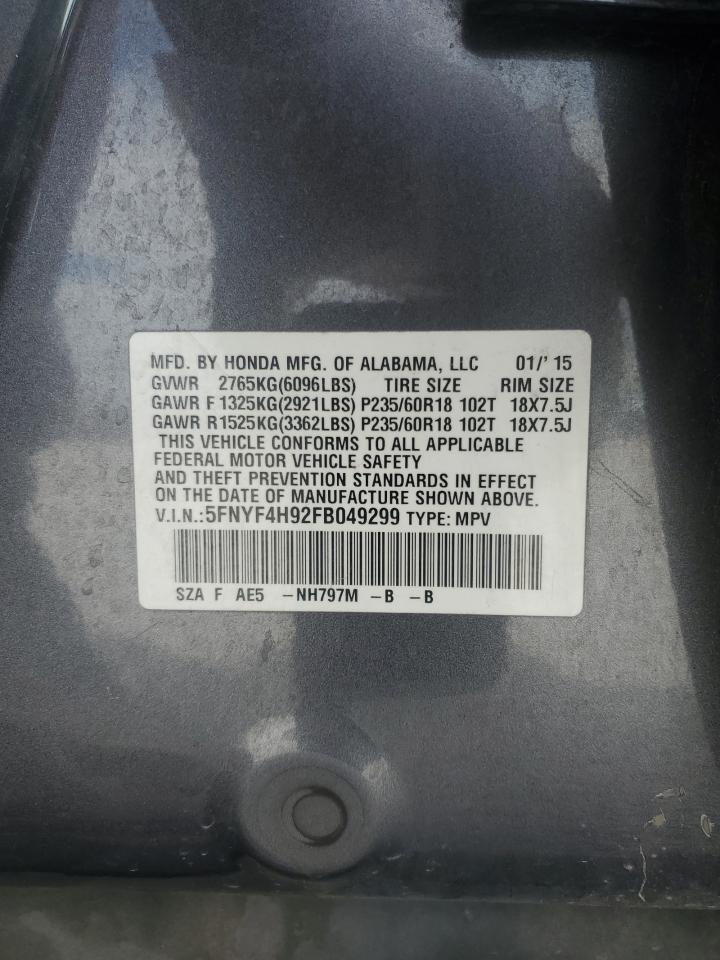 MFD. BY HONDA MFG. OF ALABAMA, LLC 01/'15
GVWR 2765KG(6096LBS) TIRE SIZE RIM SIZE
GAWR F 1325KG(2921LBS) P235/60R18 102T 18X7.5J
GAWR R1525KG(3362LBS) P235/60R18 102T 18X7.5J
THIS VEHICLE CONFORMS TO ALL APPLICABLE
FEDERAL MOTOR VEHICLE SAFETY
AND THEFT PREVENTION STANDARDS IN EFFECT
ON THE DATE OF MANUFACTURE SHOWN ABOVE.
V.I.N.:5FNYF4H92FB049299 TYPE: MPV
SZA F AE5 –NH797M –B –B